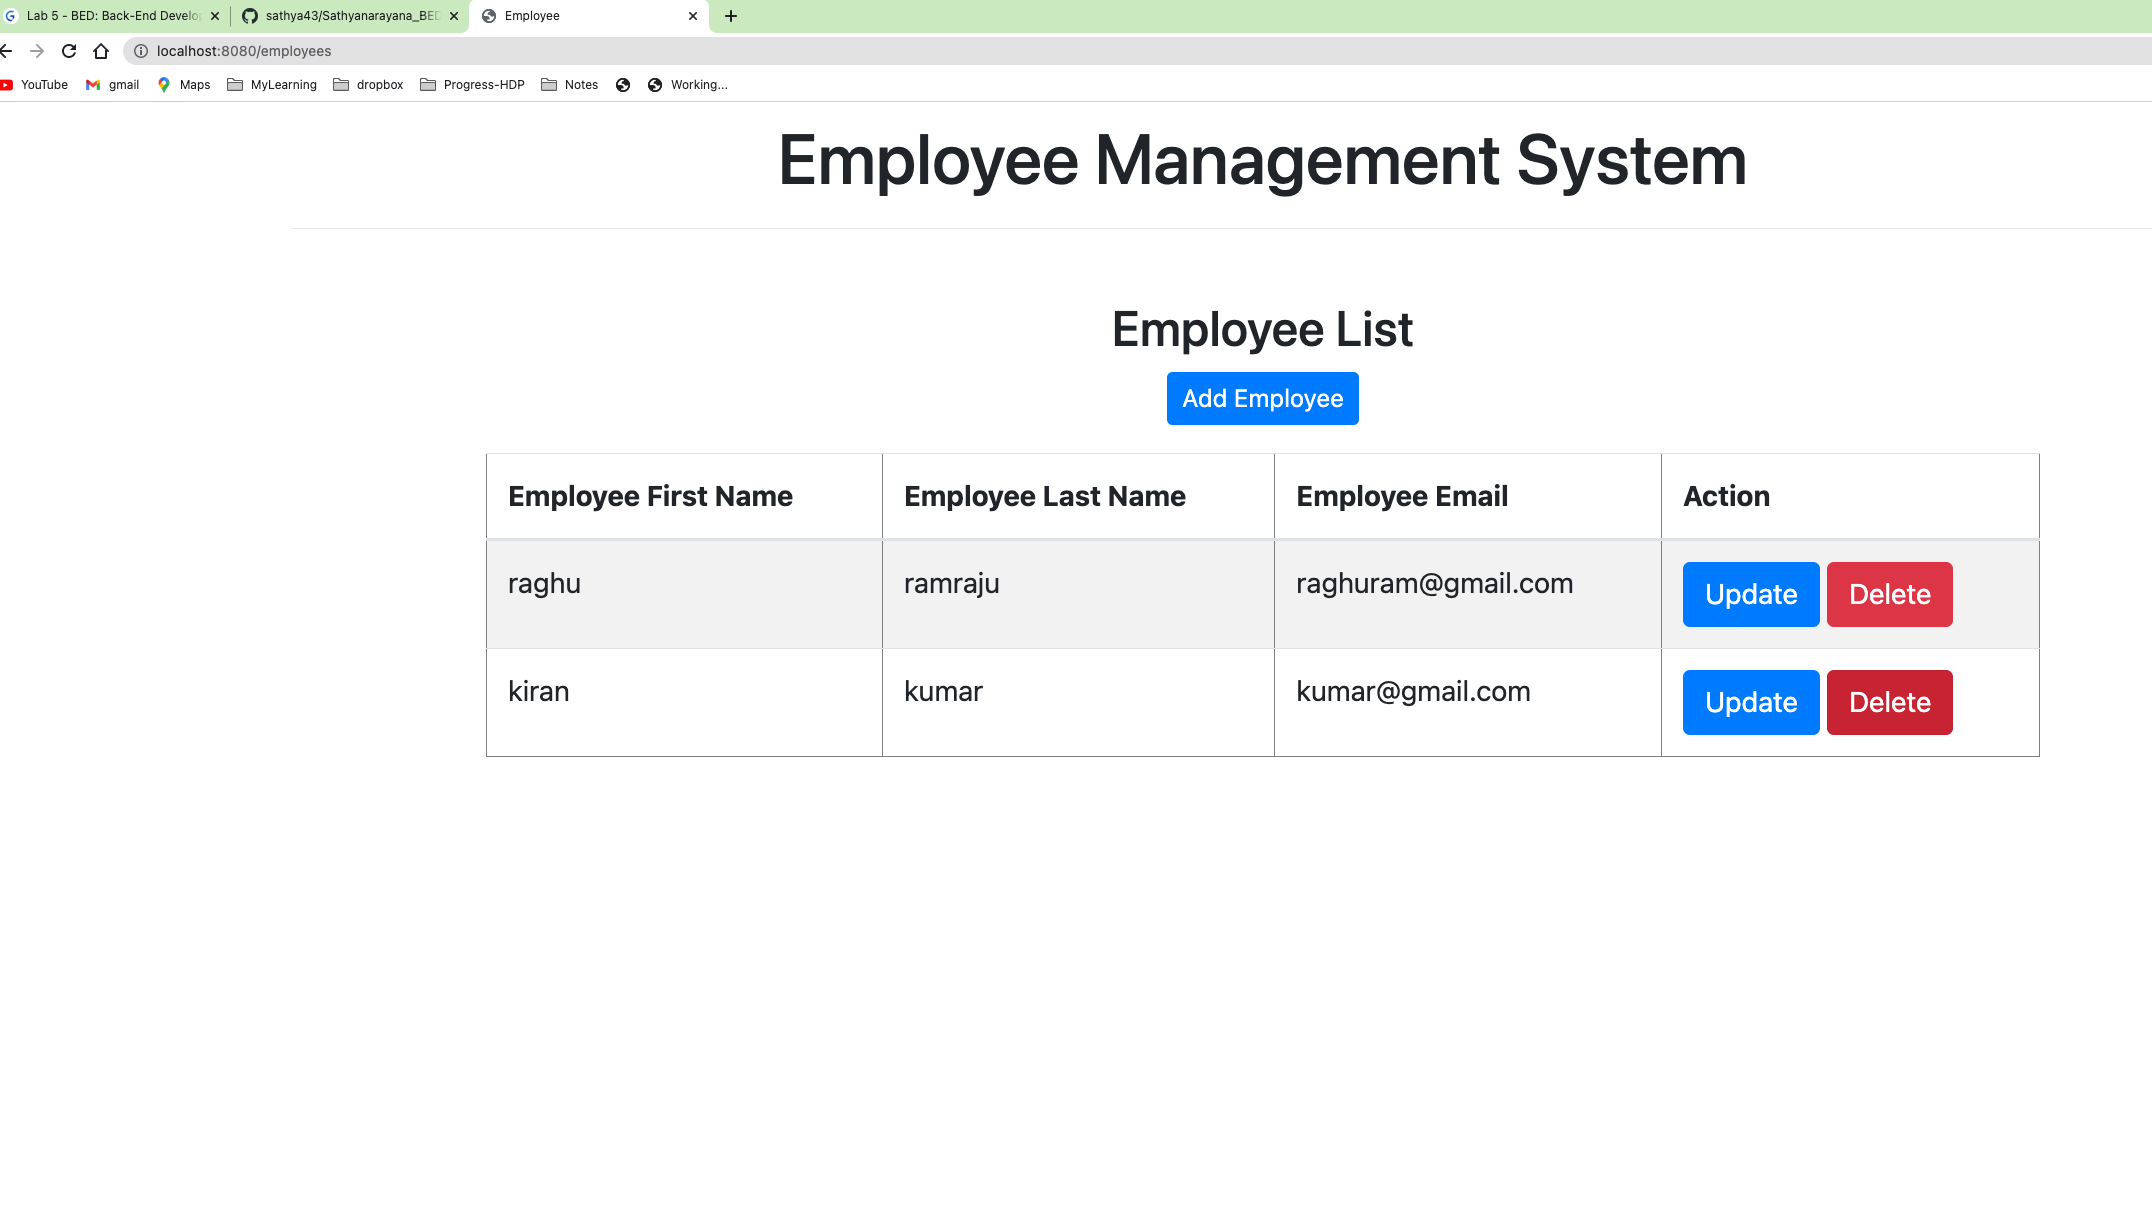 Lab 5 - BED: Back-End Develo
sathya43/Sathyanarayana_BED
Employee
localhost:8080/employees
YouTube gmail Maps MyLearning dropbox Progress-HDP Notes Working...
Employee Management System
Employee List
Add Employee
Employee First Name Employee Last Name Employee Email Action
raghu ramraju raghuram@gmail.com Update Delete
kiran kumar kumar@gmail.com Update Delete